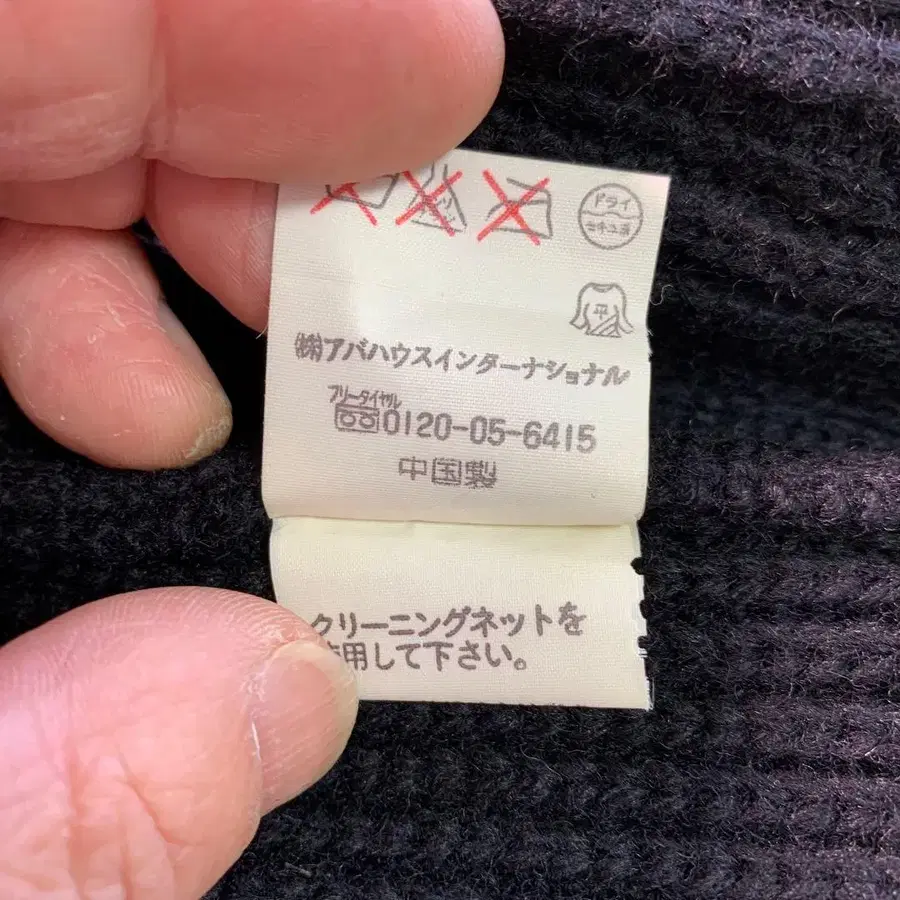 ドライ
セキユ系
平
㈱アバハウスインターナショナル
フリーダイヤル
0120-05-6415
中国製
クリーニングネットを
使用して下さい。